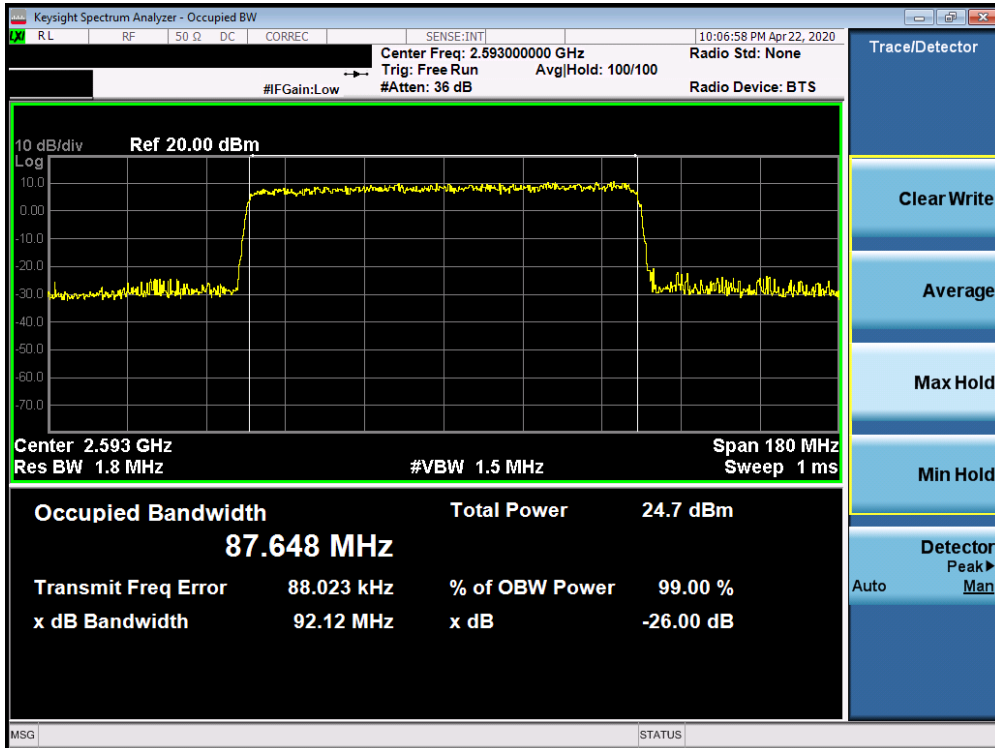 Keysight Spectrum Analyzer - Occupied BW
LXI RL RF 50 Ω DC CORREC SENSE:INT 10:06:58 PM Apr 22, 2020
Center Freq: 2.593000000 GHz Radio Std: None
Trig: Free Run Avg|Hold: 100/100
#IFGain:Low #Atten: 36 dB Radio Device: BTS
Trace/Detector
10 dB/div Ref 20.00 dBm
Log
10.0
0.00
-10.0
-20.0
-30.0
-40.0
-50.0
-60.0
-70.0
Center 2.593 GHz Span 180 MHz
Res BW 1.8 MHz #VBW 1.5 MHz Sweep 1 ms
Occupied Bandwidth Total Power 24.7 dBm
87.648 MHz
Transmit Freq Error 88.023 kHz % of OBW Power 99.00 %
x dB Bandwidth 92.12 MHz x dB -26.00 dB
Clear Write
Average
Max Hold
Min Hold
Detector
Peak▶
Auto Man
MSG STATUS